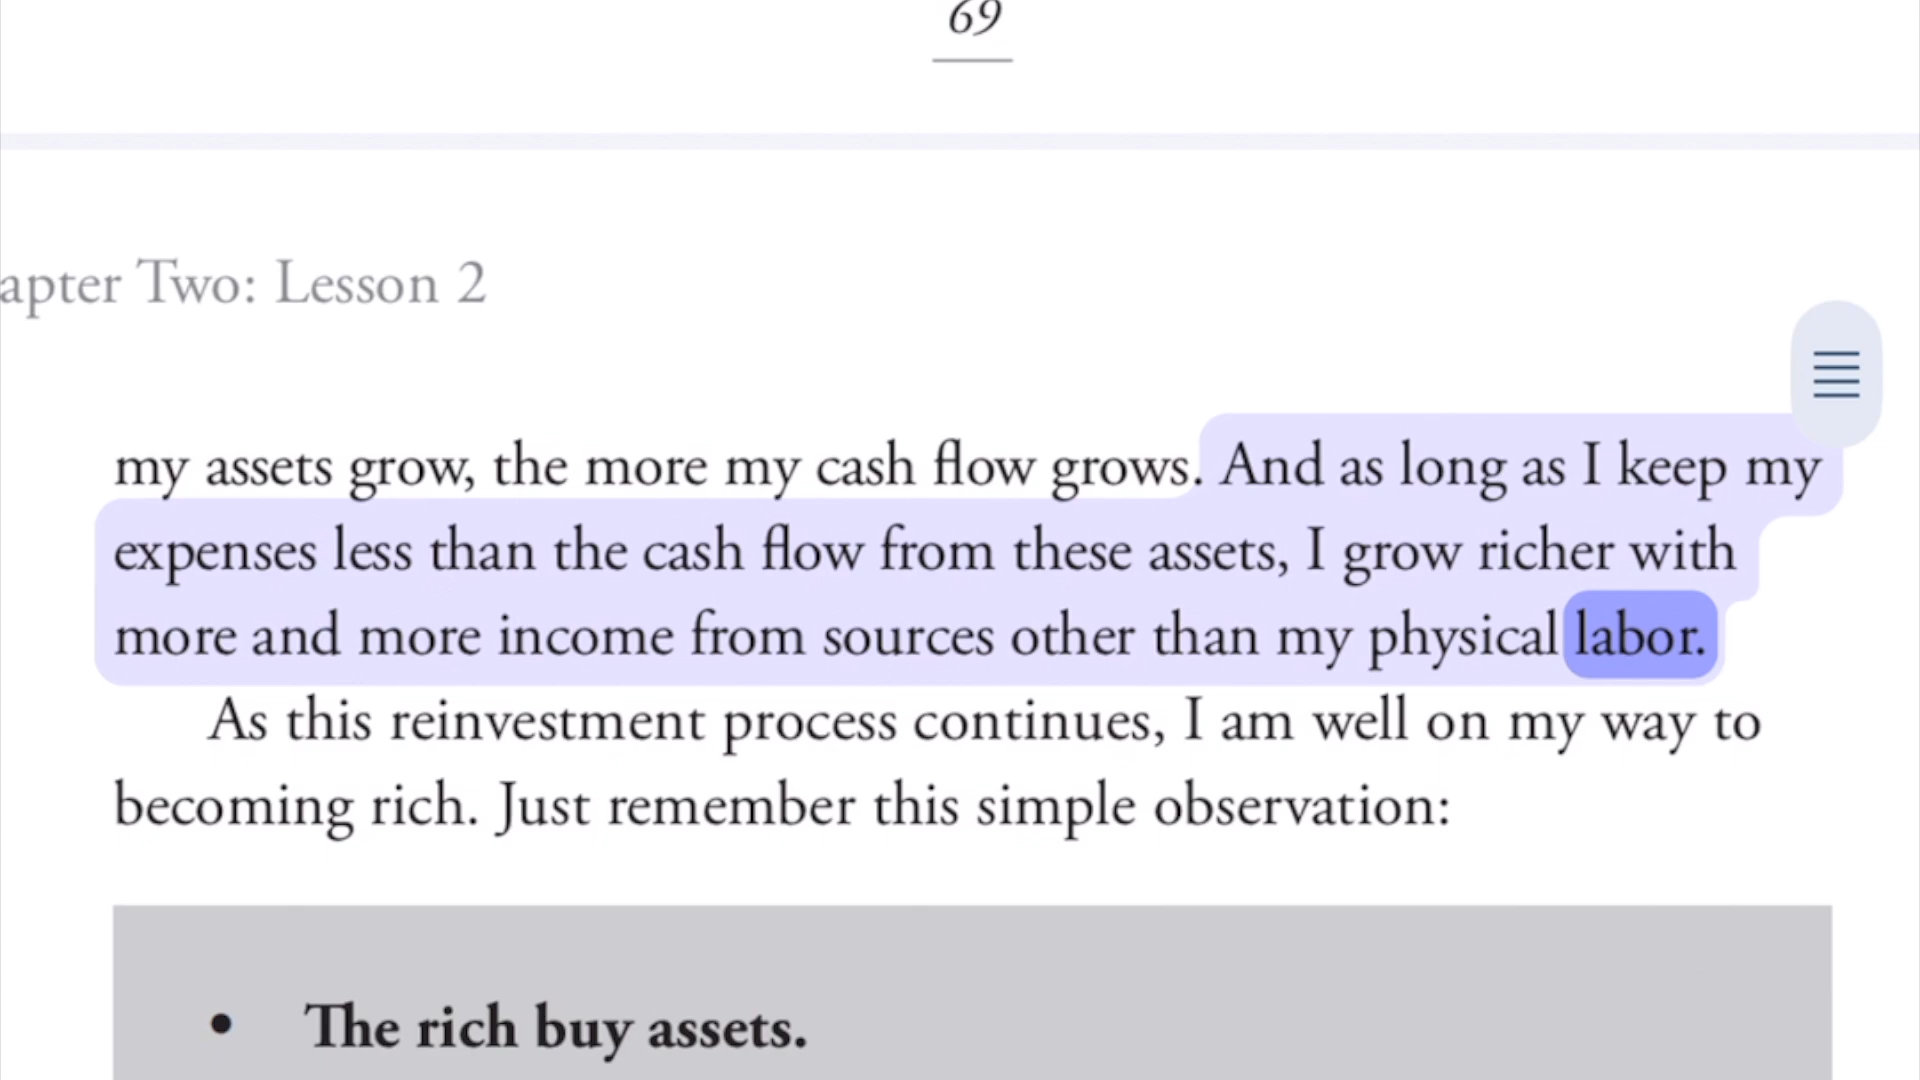 69
apter Two: Lesson 2
my assets grow, the more my cash flow grows. And as long as I keep my
expenses less than the cash flow from these assets, I grow richer with
more and more income from sources other than my physical labor.
As this reinvestment process continues, I am well on my way to
becoming rich. Just remember this simple observation:
• The rich buy assets.